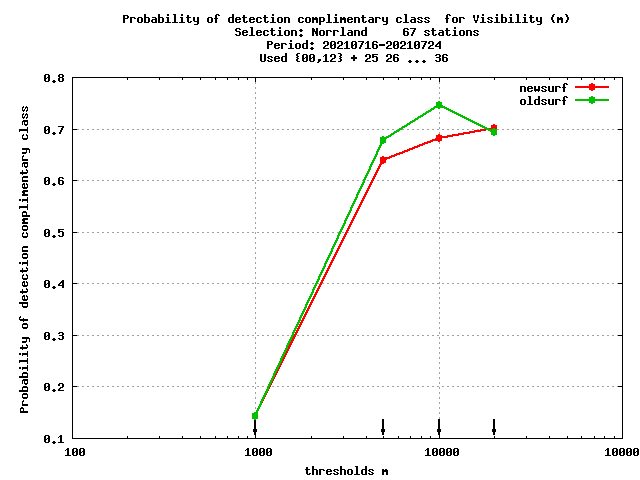 Probability of detection complimentary class  for Visibility (m)
Selection: Norrland     67 stations
Period: 20210716-20210724
Used {00,12} + 25 26 ... 36
newsurf
oldsurf
Probability of detection complimentary class
0.8
0.7
0.6
0.5
0.4
0.3
0.2
0.1
100 1000 10000 10000
thresholds m